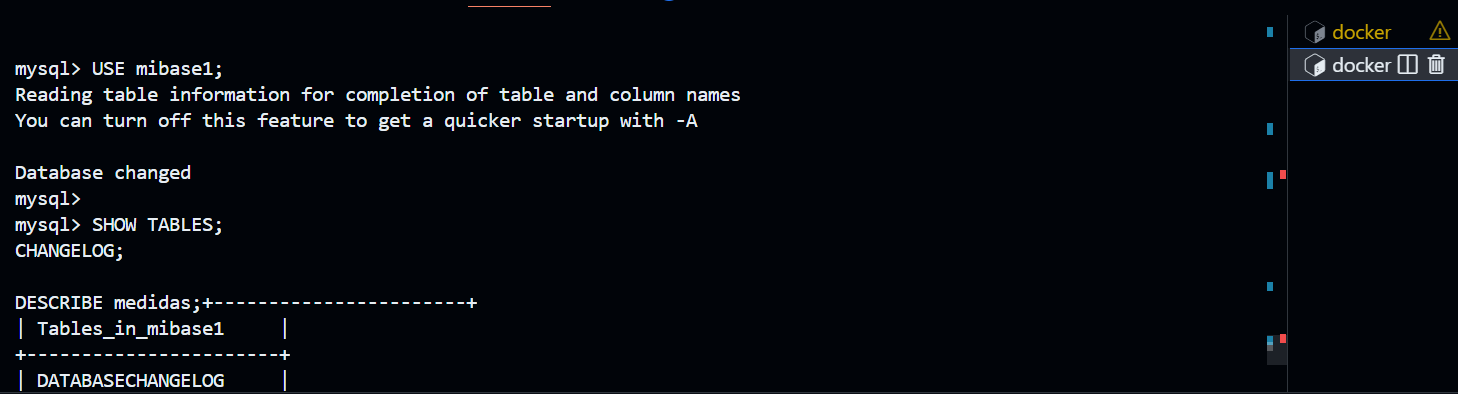 mysql> USE mibase1;
Reading table information for completion of table and column names
You can turn off this feature to get a quicker startup with -A
Database changed
mysql>
mysql> SHOW TABLES;
CHANGELOG;
DESCRIBE medidas;+-----------------------+
| Tables_in_mibase1     |
+-----------------------+
| DATABASECHANGELOG     |
docker
docker